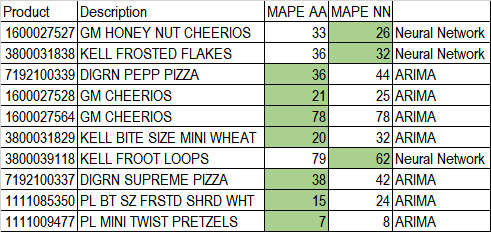 Product Description MAPE AA MAPE NN
1600027527 GM HONEY NUT CHEERIOS 33 26 Neural Network
3800031838 KELL FROSTED FLAKES 36 32 Neural Network
7192100339 DIGRN PEPP PIZZA 36 44 ARIMA
1600027528 GM CHEERIOS 21 25 ARIMA
1600027564 GM CHEERIOS 78 78 ARIMA
3800031829 KELL BITE SIZE MINI WHEAT 20 32 ARIMA
3800039118 KELL FROOT LOOPS 79 62 Neural Network
7192100337 DIGRN SUPREME PIZZA 38 42 ARIMA
1111085350 PL BT SZ FRSTD SHRD WHT 15 24 ARIMA
1111009477 PL MINI TWIST PRETZELS 7 8 ARIMA